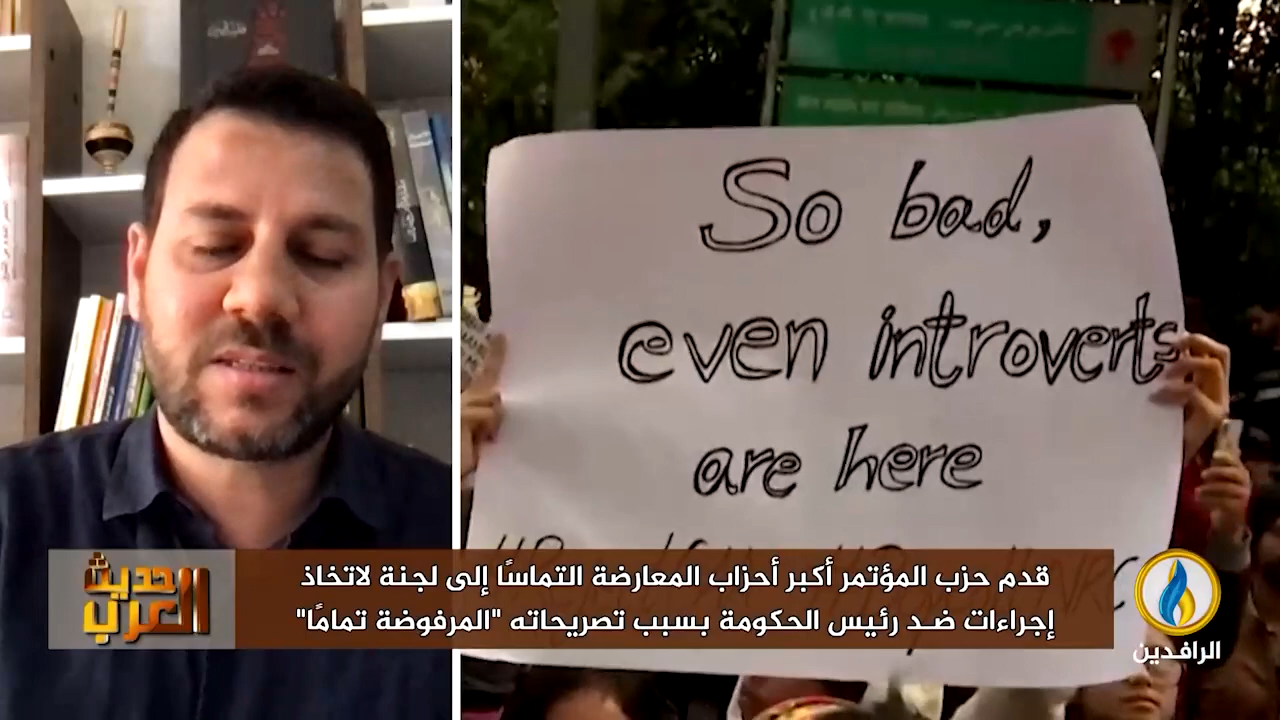 So bad,
even introverts
are here
قدم حزب المؤتمر أكبر أحزاب المعارضة التماسًا إلى لجنة لاتخاذ
إجراءات ضد رئيس الحكومة بسبب تصريحاته "المرفوضة تمامًا"
حديث
العرب
الرافدين